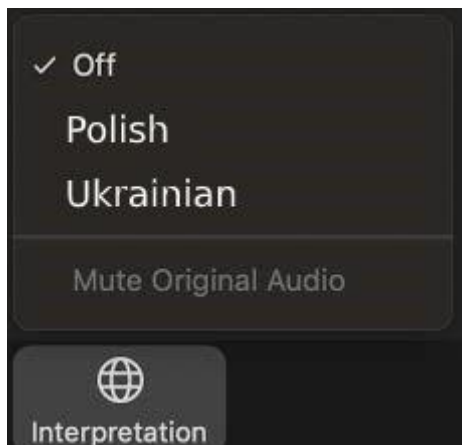 Off
Polish
Ukrainian
Mute Original Audio
Interpretation